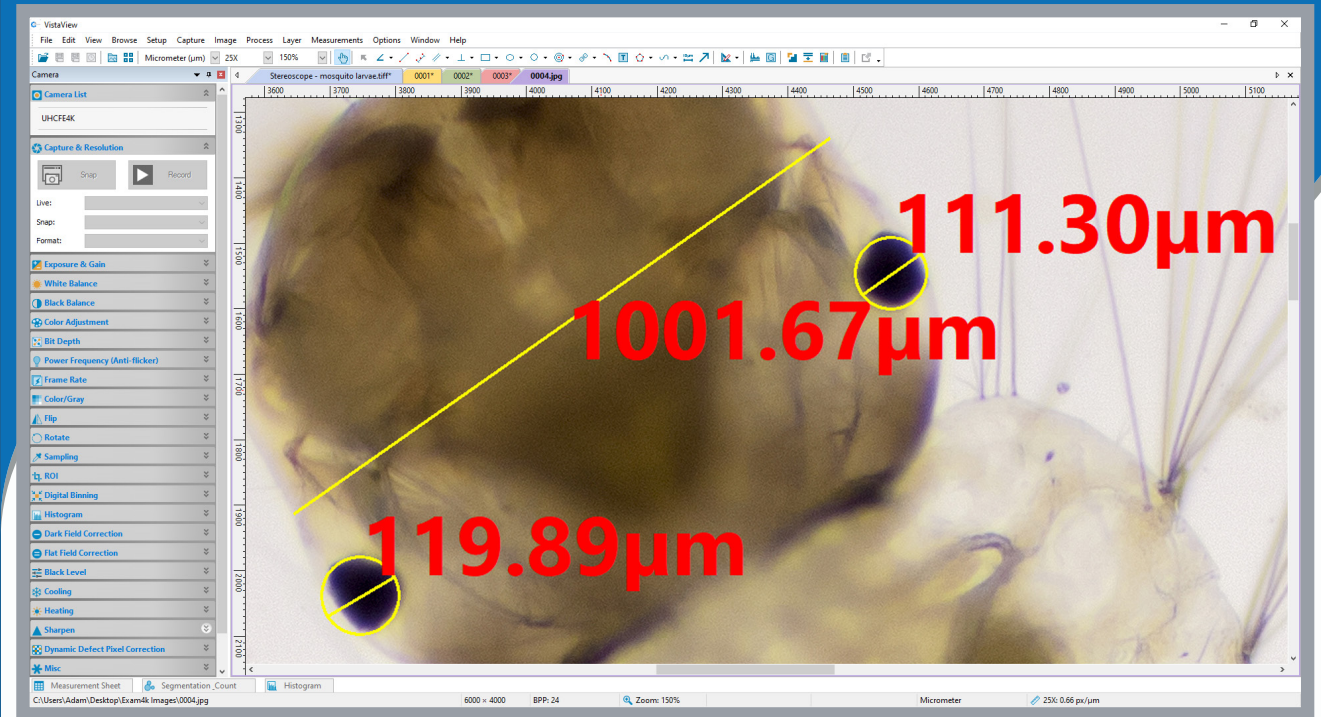 VistaView
File Edit View Browse Setup Capture Image Process Layer Measurements Options Window Help
Micrometer (µm) 25X 150%
Camera
Stereoscope - mosquito larvae.tiff* 0001* 0002* 0003* 0004.jpg
Camera List
UHCFE4K
Capture & Resolution
Snap Record
Live:
Snap:
Format:
Exposure & Gain
White Balance
Black Balance
Color Adjustment
Bit Depth
Power Frequency (Anti-flicker)
Frame Rate
Color/Gray
Flip
Rotate
Sampling
ROI
Digital Binning
Histogram
Dark Field Correction
Flat Field Correction
Black Level
Cooling
Heating
Sharpen
Dynamic Defect Pixel Correction
Misc
3600 3700 3800 3900 4000 4100 4200 4300 4400 4500 4600 4700 4800 4900 5000 5100
1300
1400
1500
1600
1700
1800
1900
2000
2100
111.30µm
1001.67µm
119.89µm
Measurement Sheet Segmentation_Count Histogram
C:\Users\Adam\Desktop\Exam4k Images\0004.jpg 6000 × 4000 BPP: 24 Zoom: 150% Micrometer 25X: 0.66 px/um